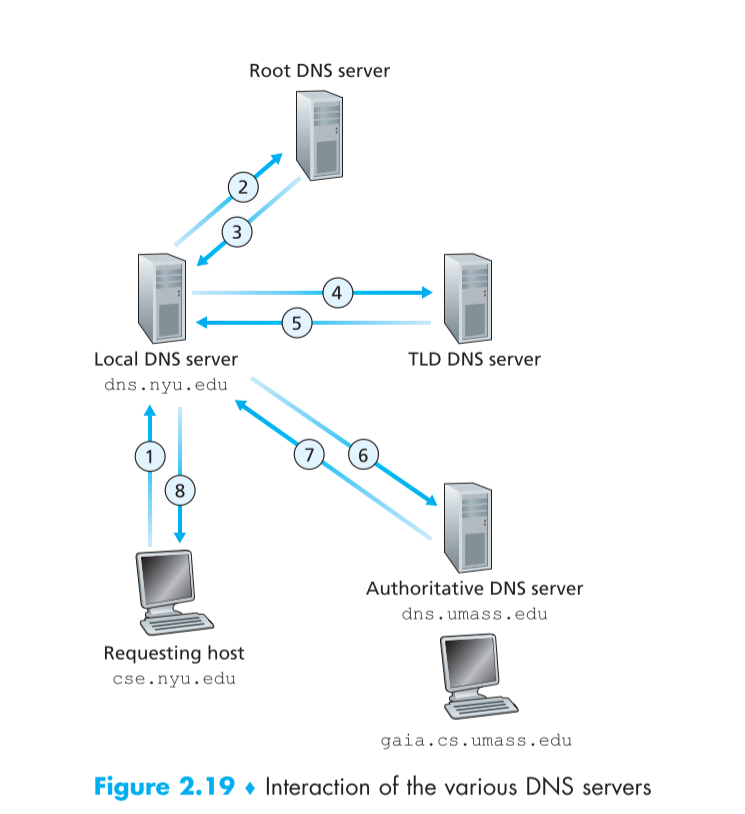 Root DNS server
2
3
4
5
Local DNS server
dns.nyu.edu
TLD DNS server
1
7
6
8
Authoritative DNS server
dns.umass.edu
Requesting host
cse.nyu.edu
gaia.cs.umass.edu
Figure 2.19 ♦ Interaction of the various DNS servers